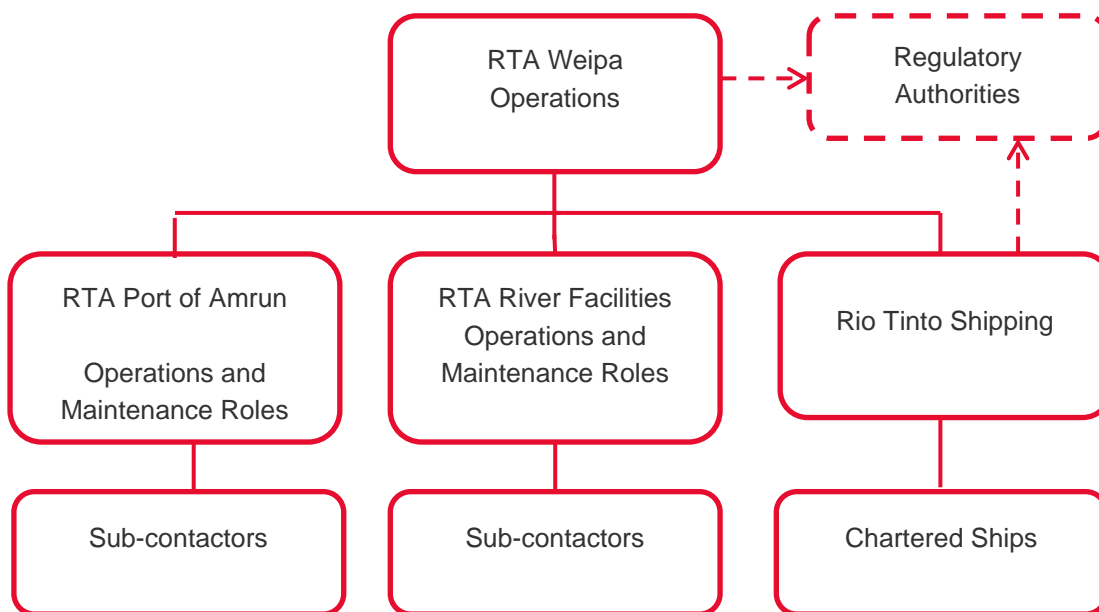 RTA Weipa
Operations
Regulatory
Authorities
RTA Port of Amrun
Operations and
Maintenance Roles
RTA River Facilities
Operations and
Maintenance Roles
Rio Tinto Shipping
Sub-contactors
Sub-contactors
Chartered Ships